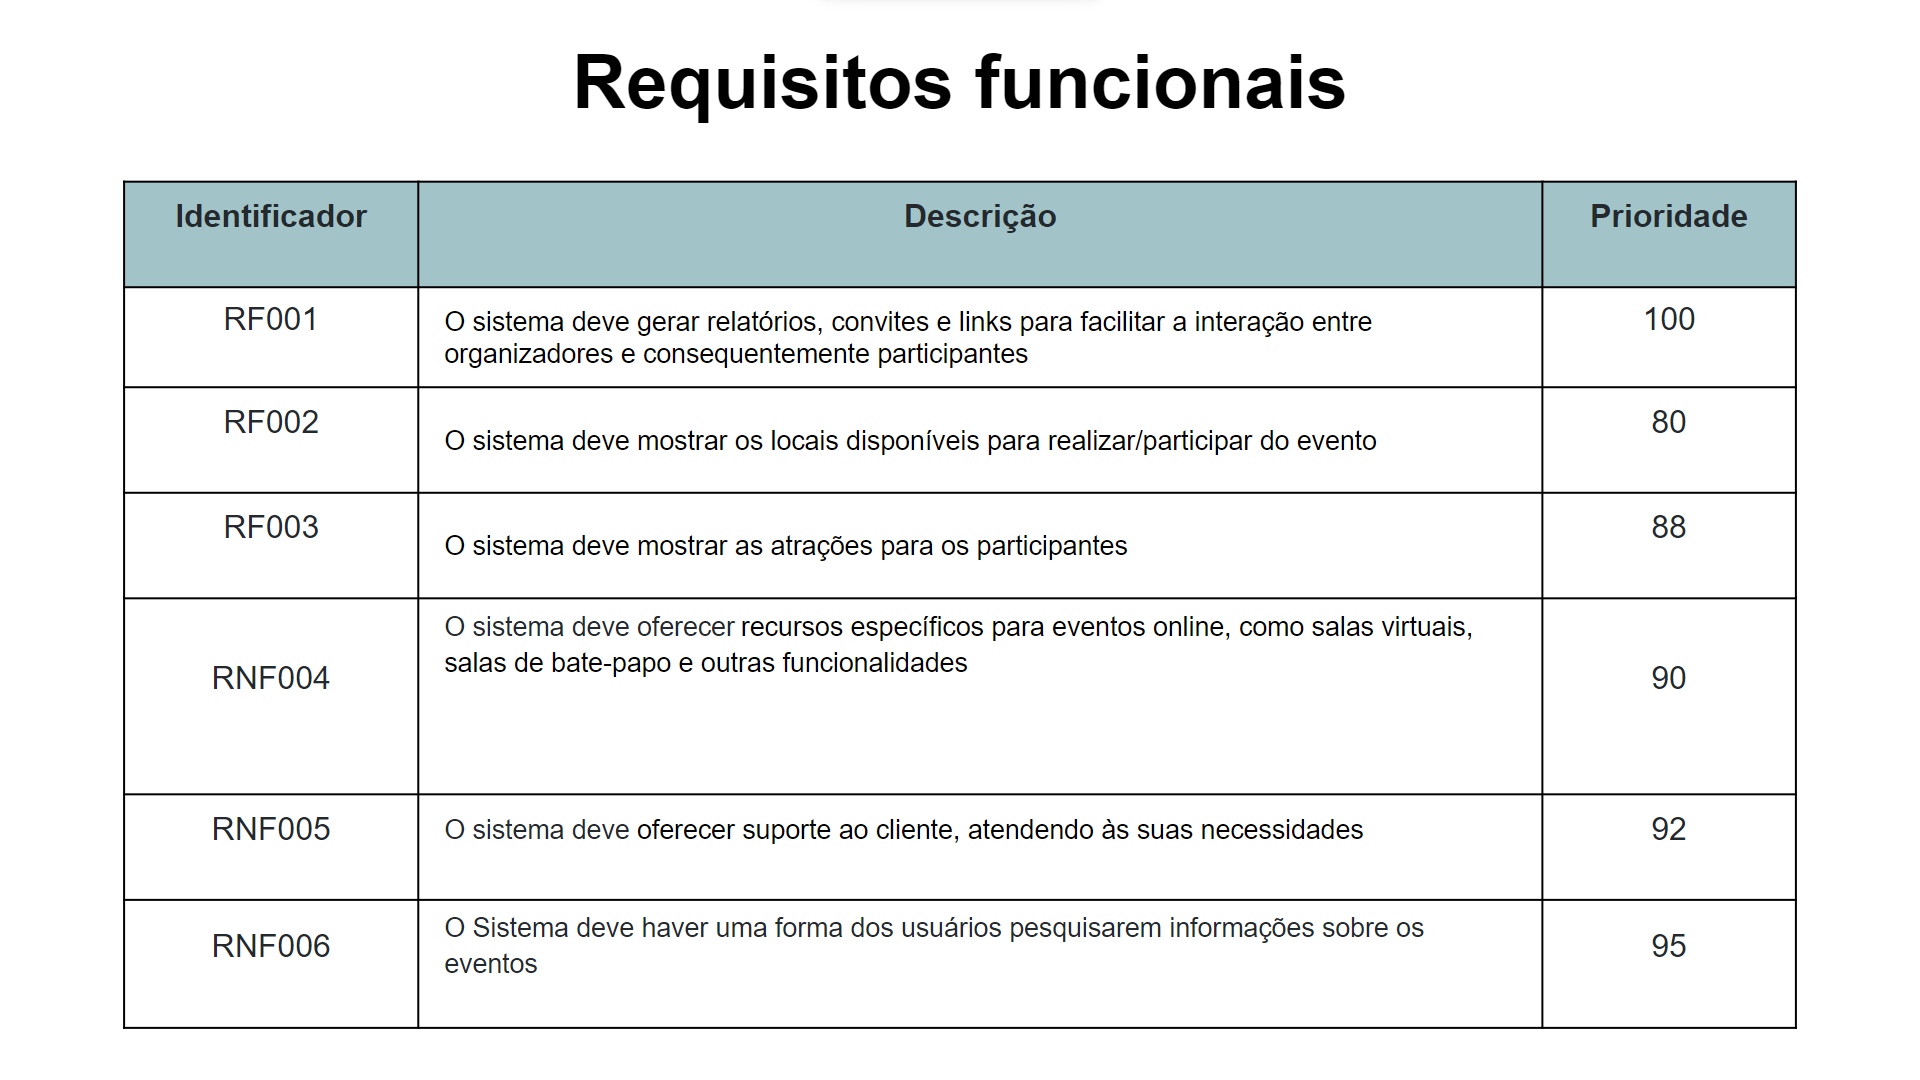 Requisitos funcionais
Identificador Descrição Prioridade
RF001 O sistema deve gerar relatórios, convites e links para facilitar a interação entre 100
organizadores e consequentemente participantes
RF002 O sistema deve mostrar os locais disponíveis para realizar/participar do evento 80
RF003 O sistema deve mostrar as atrações para os participantes 88
O sistema deve oferecer recursos específicos para eventos online, como salas virtuais,
salas de bate-papo e outras funcionalidades
RNF004 90
RNF005 O sistema deve oferecer suporte ao cliente, atendendo às suas necessidades 92
RNF006 O Sistema deve haver uma forma dos usuários pesquisarem informações sobre os 95
eventos